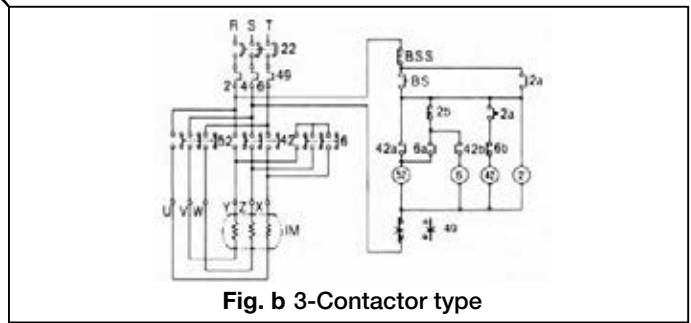 R S T
22
49
2 4 6
BSS
BS
2a
2b
2a
52 42 6
42a 6a 42b 6b
52 6 42 2
U V W Y Z X
IM
49
Fig. b 3-Contactor type